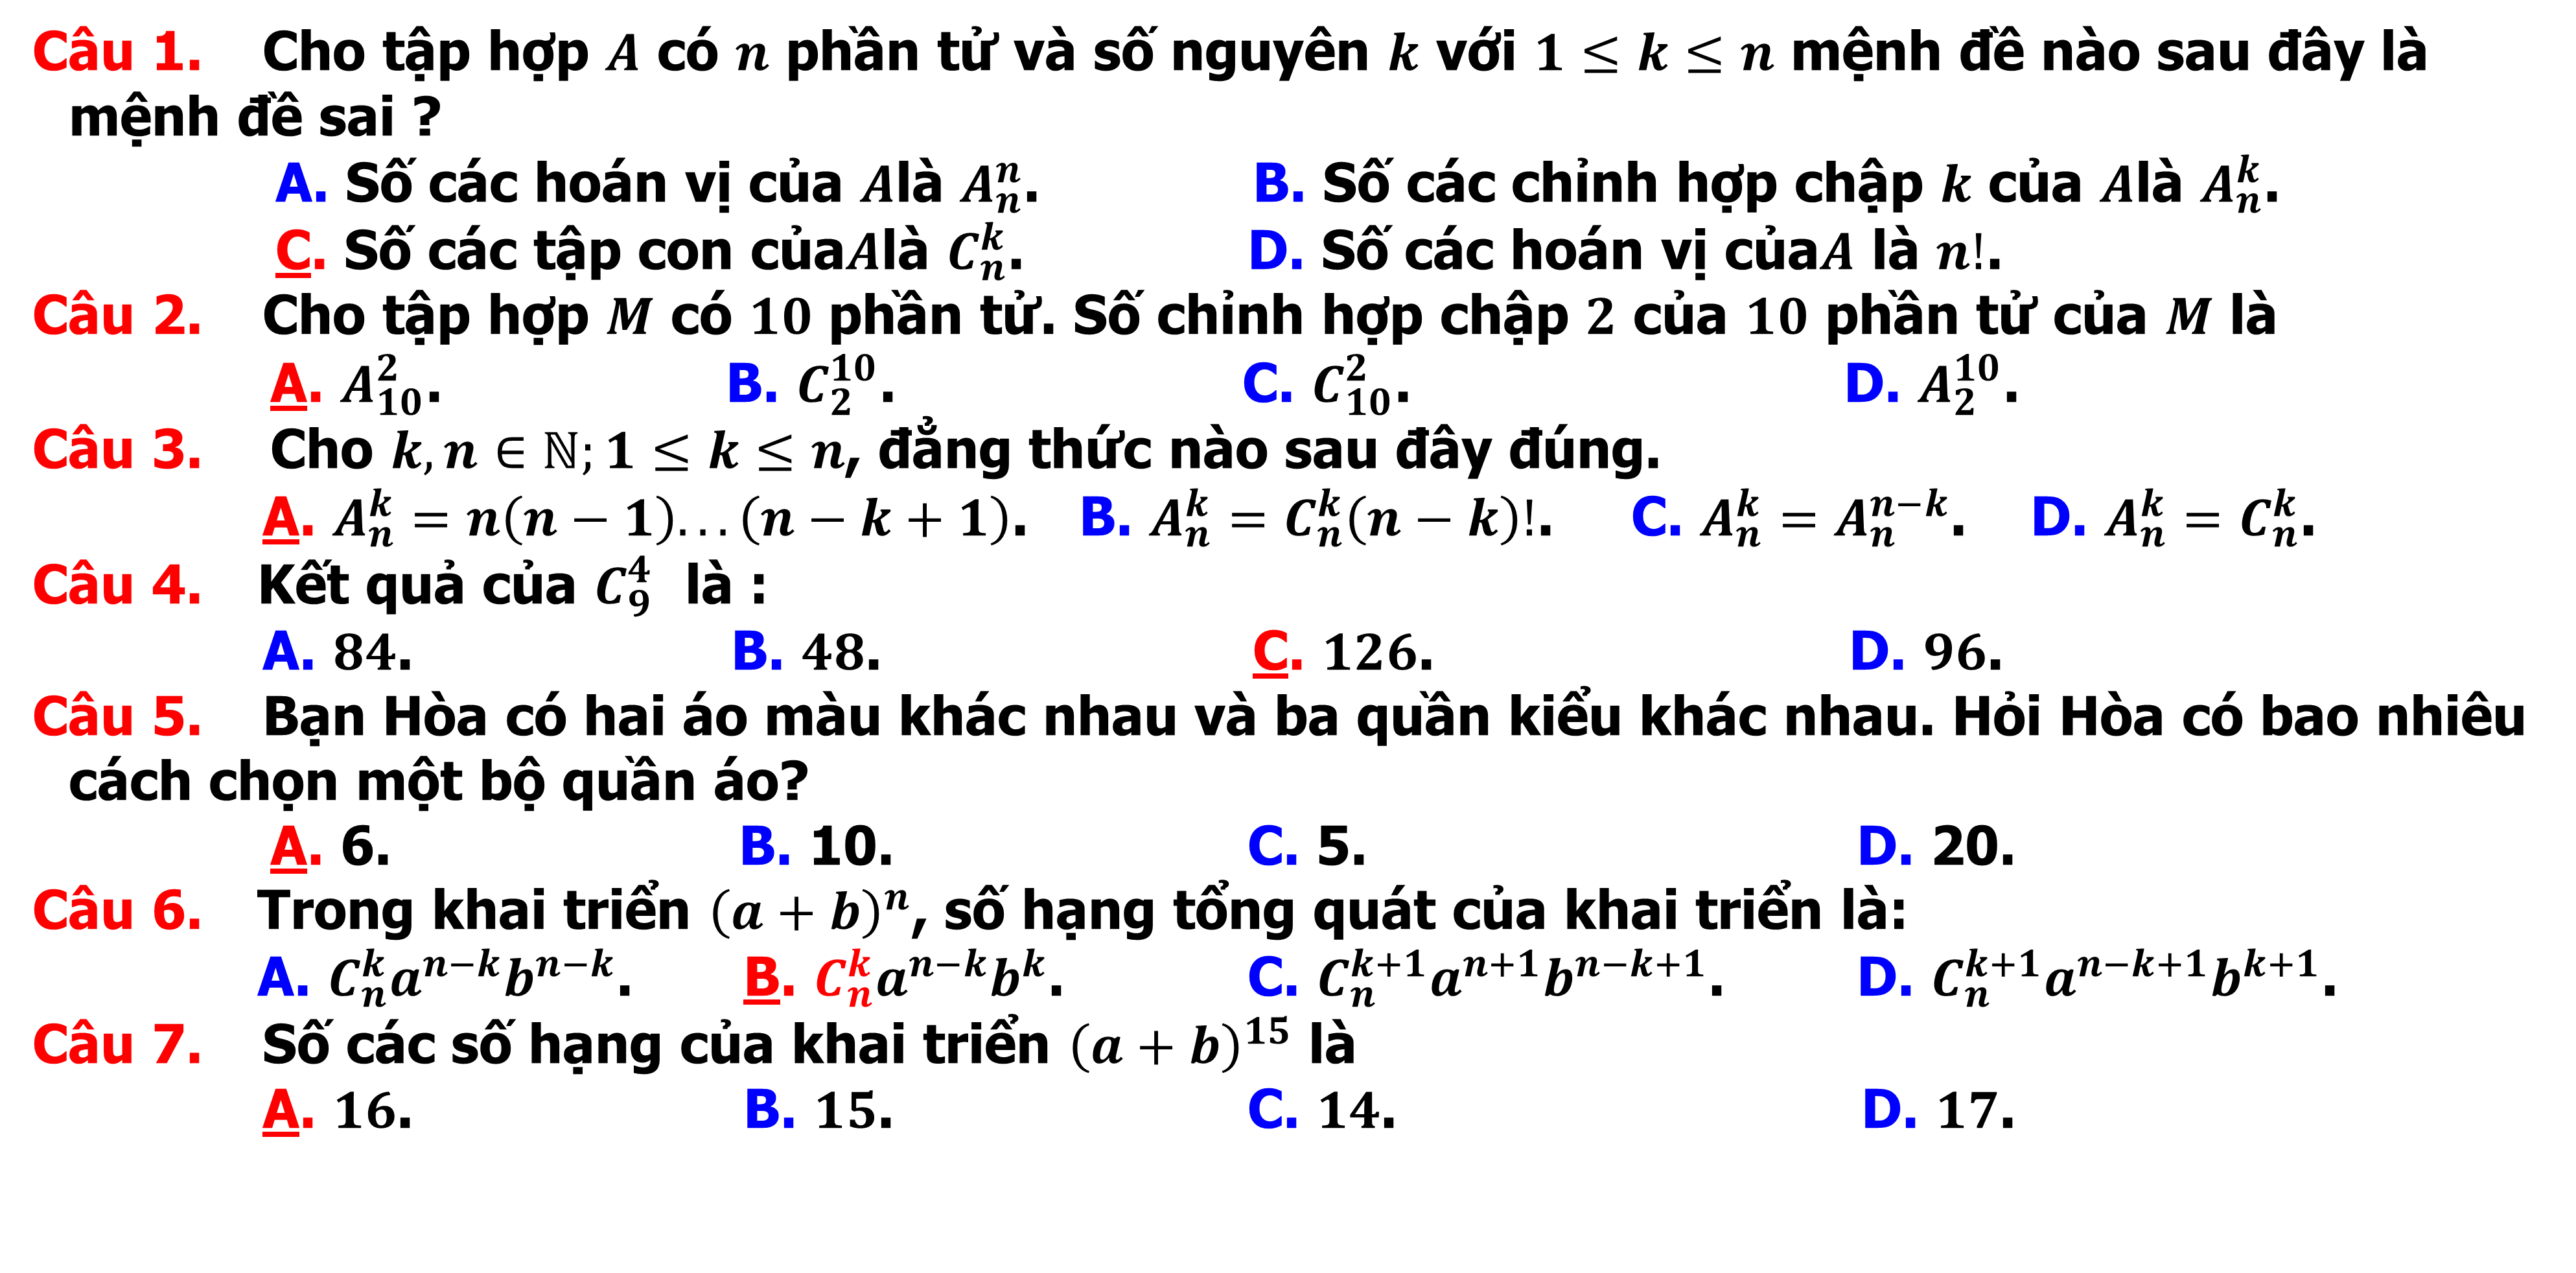 Câu 1. Cho tập hợp A có n phần tử và số nguyên k với 1 ≤ k ≤ n mệnh đề nào sau đây là
mệnh đề sai ?
A. Số các hoán vị của Alà A_n^n. B. Số các chỉnh hợp chập k của Alà A_n^k.
C. Số các tập con củaAlà C_n^k. D. Số các hoán vị củaA là n!.
Câu 2. Cho tập hợp M có 10 phần tử. Số chỉnh hợp chập 2 của 10 phần tử của M là
A. A_{10}^2. B. C_2^{10}. C. C_{10}^2. D. A_2^{10}.
Câu 3. Cho k, n ∈ ℕ; 1 ≤ k ≤ n, đẳng thức nào sau đây đúng.
A. A_n^k = n(n − 1)...(n − k + 1). B. A_n^k = C_n^k(n − k)!. C. A_n^k = A_n^{n−k}. D. A_n^k = C_n^k.
Câu 4. Kết quả của C_9^4 là :
A. 84. B. 48. C. 126. D. 96.
Câu 5. Bạn Hòa có hai áo màu khác nhau và ba quần kiểu khác nhau. Hỏi Hòa có bao nhiêu
cách chọn một bộ quần áo?
A. 6. B. 10. C. 5. D. 20.
Câu 6. Trong khai triển (a + b)^n, số hạng tổng quát của khai triển là:
A. C_n^k a^{n−k}b^{n−k}. B. C_n^k a^{n−k}b^k. C. C_n^{k+1}a^{n+1}b^{n−k+1}. D. C_n^{k+1}a^{n−k+1}b^{k+1}.
Câu 7. Số các số hạng của khai triển (a + b)^{15} là
A. 16. B. 15. C. 14. D. 17.